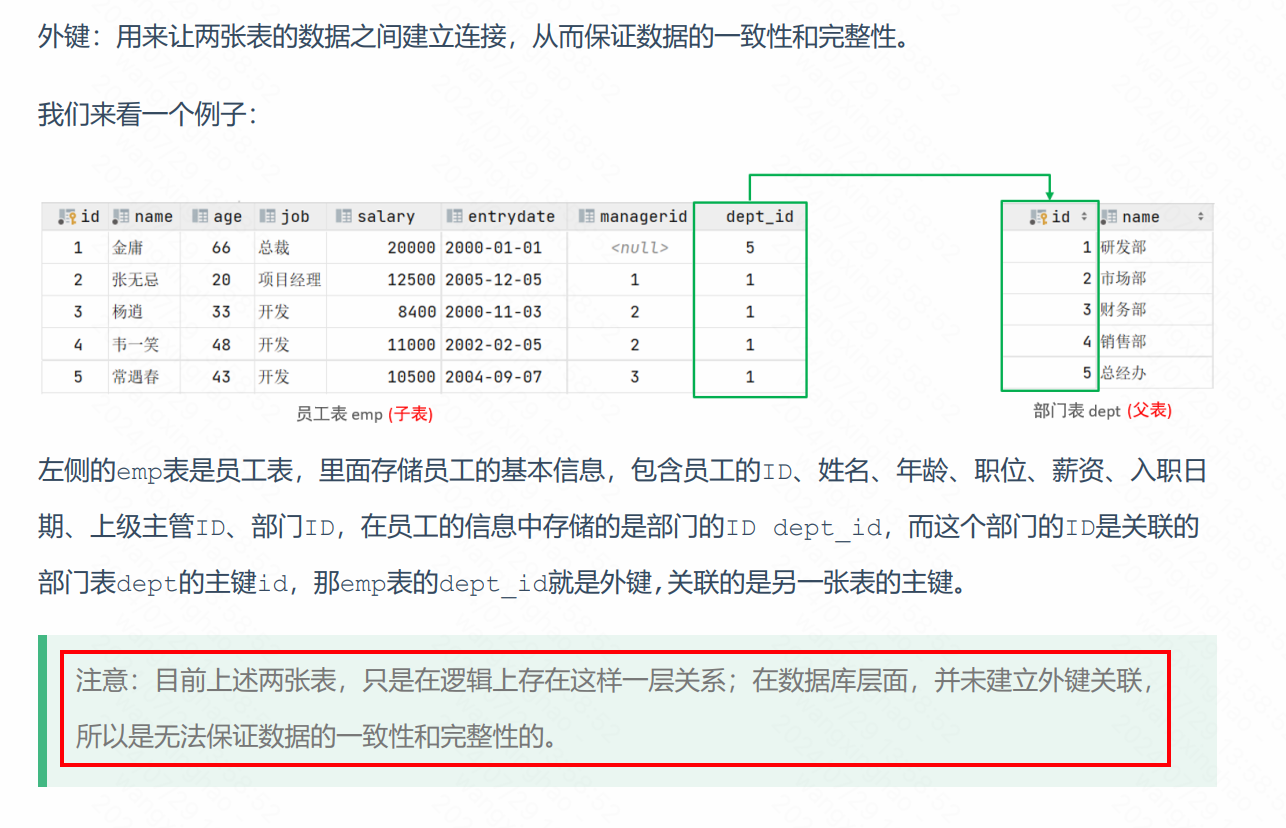 外键：用来让两张表的数据之间建立连接，从而保证数据的一致性和完整性。
我们来看一个例子：
id name age job salary entrydate managerid dept_id
1 金庸 66 总裁 20000 2000-01-01 <null> 5
2 张无忌 20 项目经理 12500 2005-12-05 1 1
3 杨逍 33 开发 8400 2000-11-03 2 1
4 韦一笑 48 开发 11000 2002-02-05 2 1
5 常遇春 43 开发 10500 2004-09-07 3 1
员工表 emp (子表)
id name
1 研发部
2 市场部
3 财务部
4 销售部
5 总经办
部门表 dept (父表)
左侧的emp表是员工表，里面存储员工的基本信息，包含员工的ID、姓名、年龄、职位、薪资、入职日
期、上级主管ID、部门ID，在员工的信息中存储的是部门的ID dept_id，而这个部门的ID是关联的
部门表dept的主键id，那emp表的dept_id就是外键,关联的是另一张表的主键。
注意：目前上述两张表，只是在逻辑上存在这样一层关系；在数据库层面，并未建立外键关联，
所以是无法保证数据的一致性和完整性的。